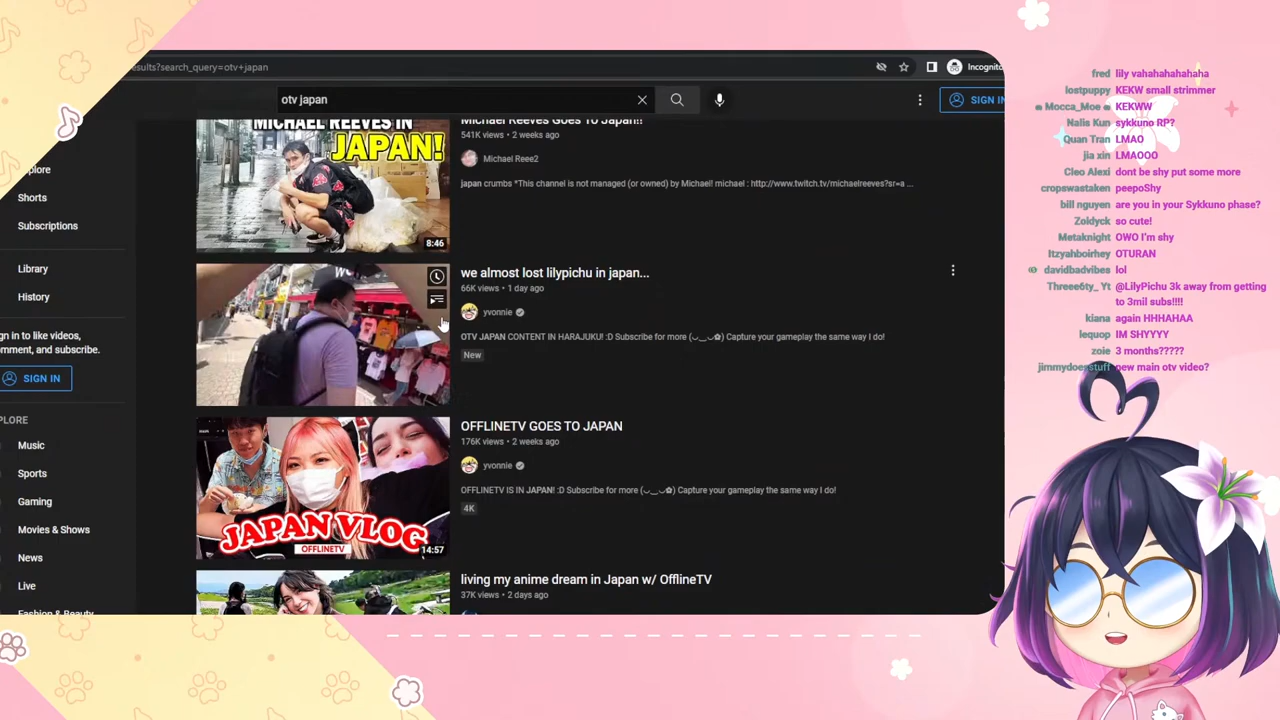 esults?search_query=otv+japan
Incognito
otv japan
SIGN IN
plore
Shorts
Subscriptions
Library
History
gn in to like videos,
omment, and subscribe.
SIGN IN
PLORE
Music
Sports
Gaming
Movies & Shows
News
Live
Fashion & Beauty
MICHAEL REEVES IN
JAPAN!
8:46
Michael Reeves Goes To Japan!!
541K views • 2 weeks ago
Michael Reee2
japan crumbs *This channel is not managed (or owned) by Michael! michael : http://www.twitch.tv/michaelreeves?sr=a ...
we almost lost lilypichu in japan...
66K views • 1 day ago
yvonnie
OTV JAPAN CONTENT IN HARAJUKU! :D Subscribe for more (◡‿◡✿) Capture your gameplay the same way I do!
New
JAPAN VLOG
OFFLINETV
14:57
OFFLINETV GOES TO JAPAN
176K views • 2 weeks ago
yvonnie
OFFLINETV IS IN JAPAN! :D Subscribe for more (◡‿◡✿) Capture your gameplay the same way I do!
4K
living my anime dream in Japan w/ OfflineTV
37K views • 2 days ago
fred lily vahahahahahaha
lostpuppy KEKW small strimmer
Mocca_Moe KEKWW
Nalis Kun sykkuno RP?
Quan Tran LMAO
jia xin LMAOOO
Cleo Alexi dont be shy put some more
cropswastaken peepoShy
bill nguyen are you in your Sykkuno phase?
Zoldyck so cute!
Metaknight OWO I'm shy
Itzyahboirhey OTURAN
davidbadvibes lol
Threee6ty_ Yt @LilyPichu 3k away from getting
to 3mil subs!!!!
kiana again HHHAHAA
lequop IM SHYYYY
zoie 3 months?????
jimmydoesstuff new main otv video?